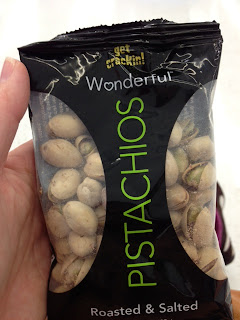 get
crackin!
Wonderful
PISTACHIOS
Roasted & Salted